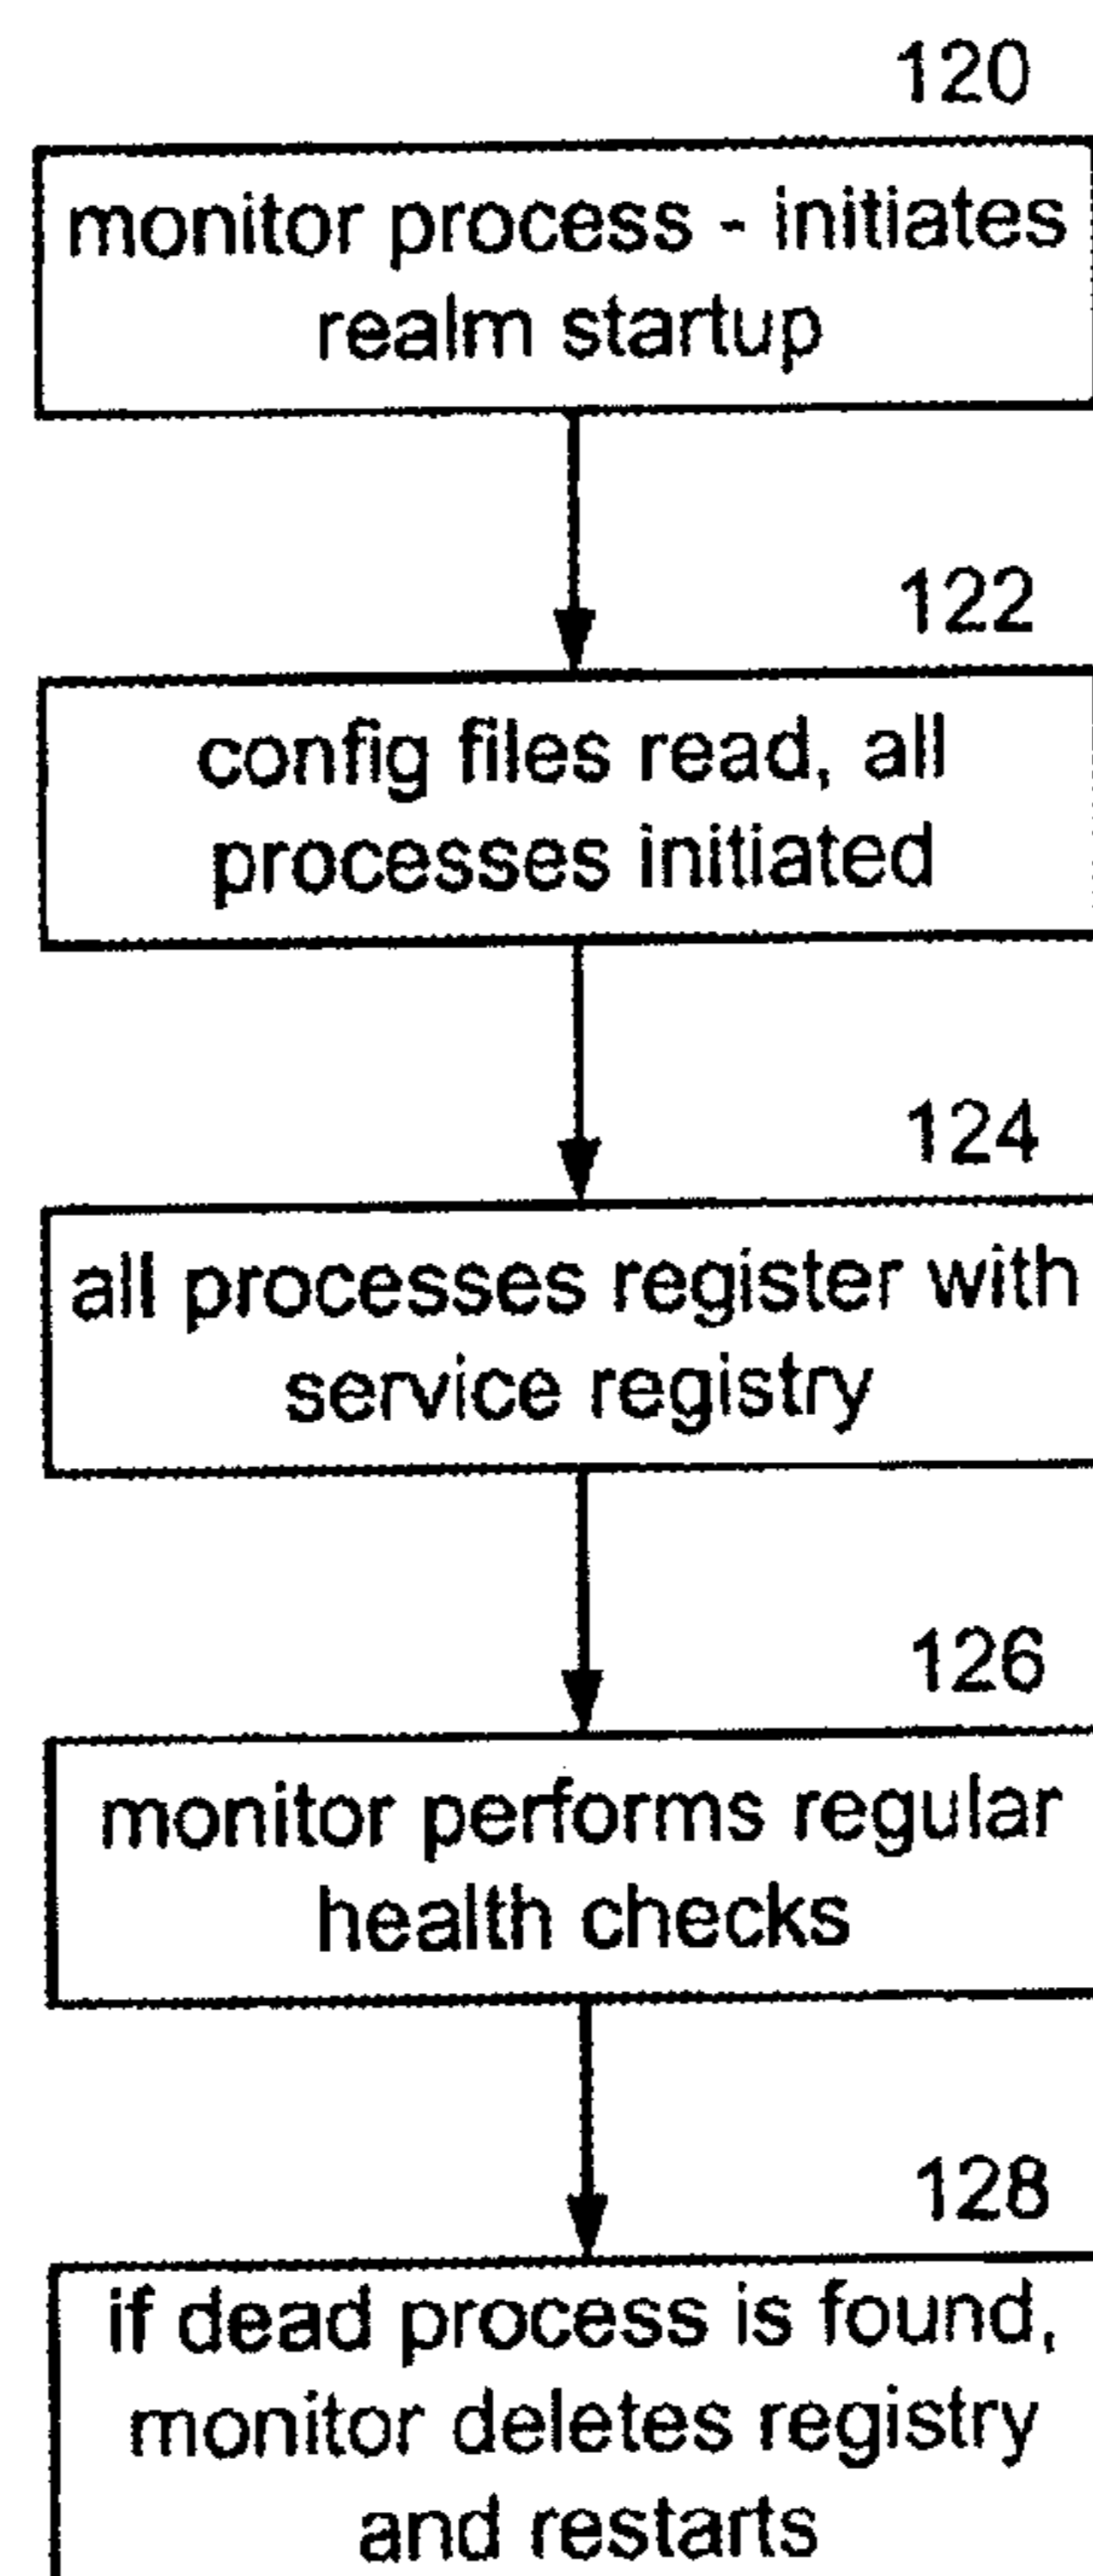 120
monitor process - initiates
realm startup
122
config files read, all
processes initiated
124
all processes register with
service registry
126
monitor performs regular
health checks
128
if dead process is found,
monitor deletes registry
and restarts